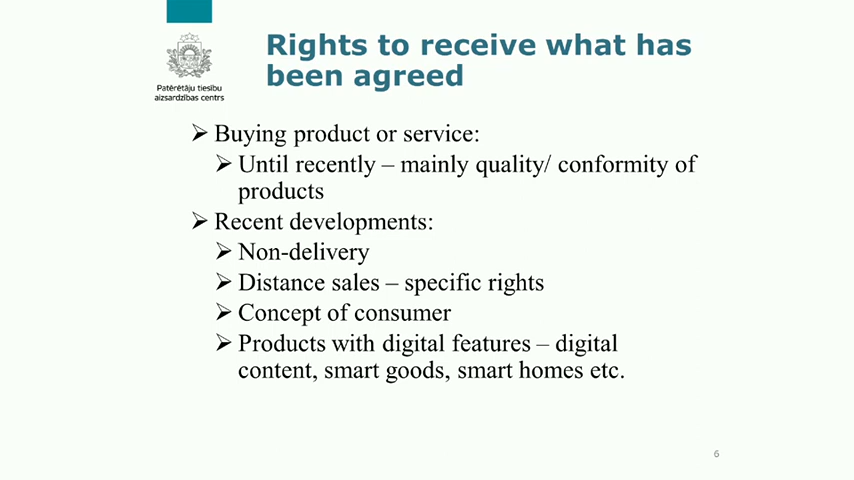 Patērētāju tiesību
aizsardzības centrs
Rights to receive what has
been agreed
➢ Buying product or service:
➢ Until recently – mainly quality/ conformity of
products
➢ Recent developments:
➢ Non-delivery
➢ Distance sales – specific rights
➢ Concept of consumer
➢ Products with digital features – digital
content, smart goods, smart homes etc.
6